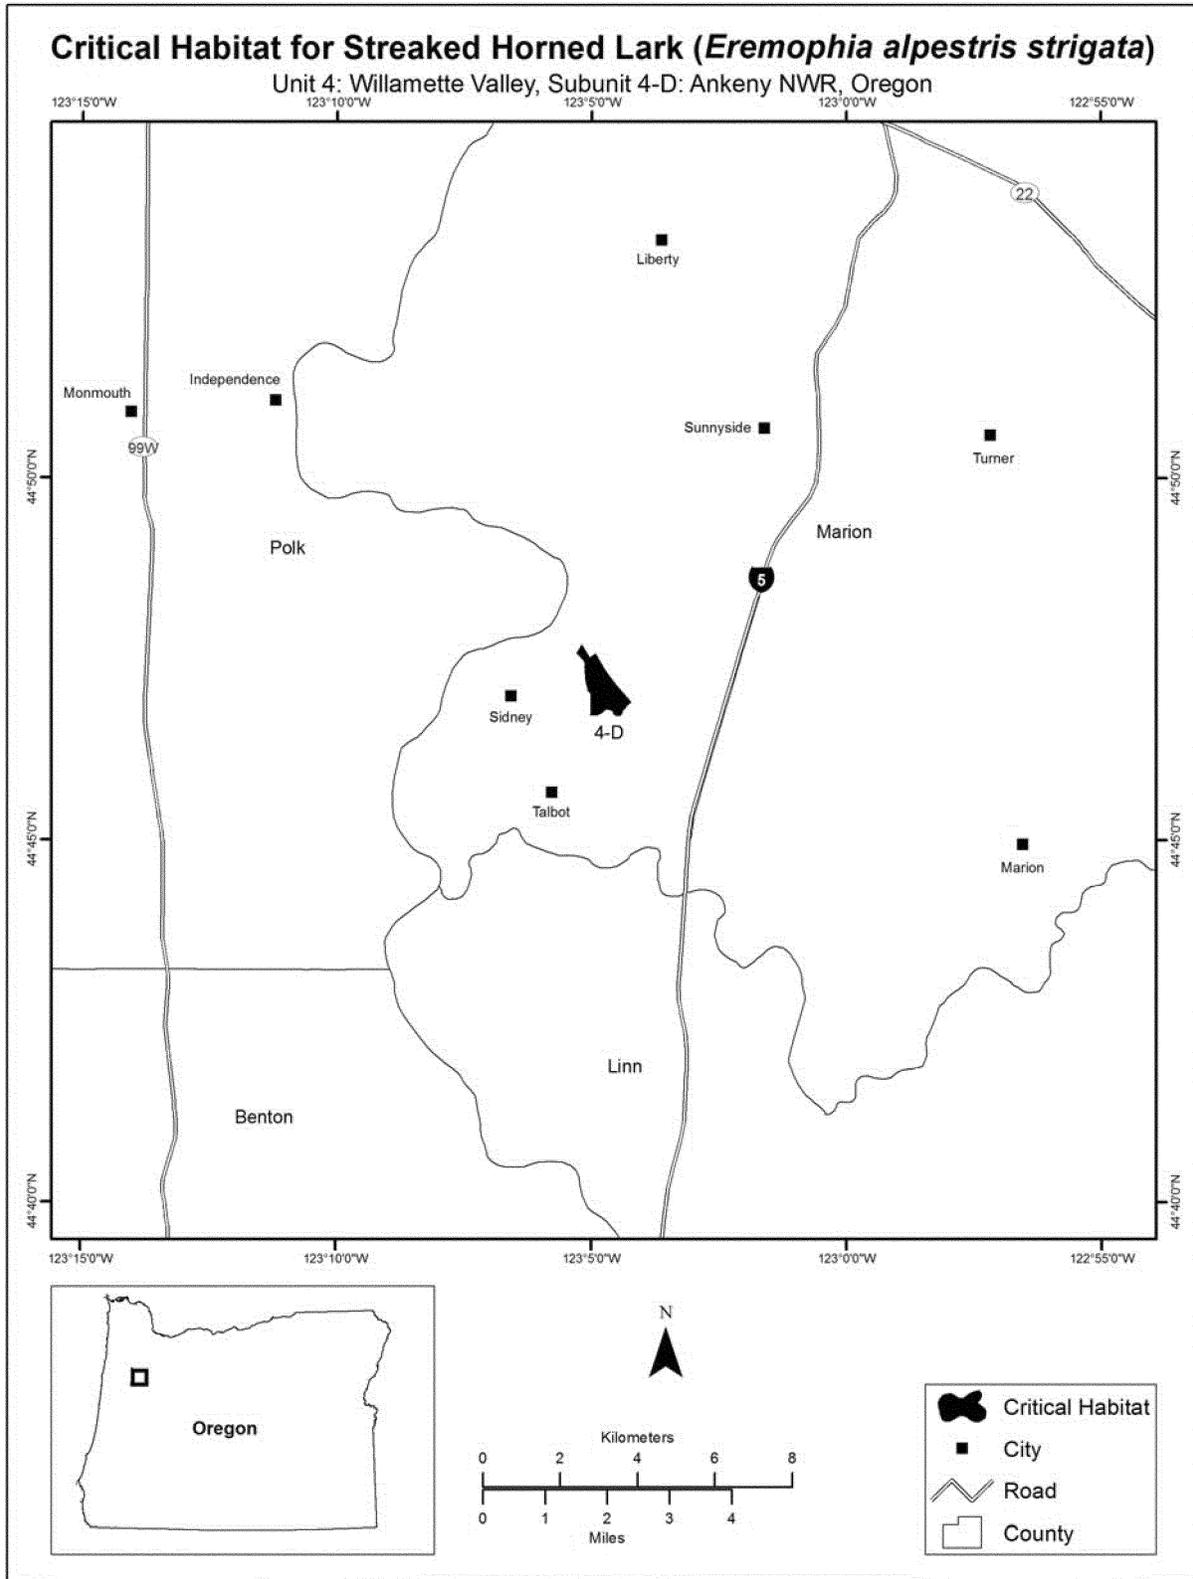 Critical Habitat for Streaked Horned Lark (Eremophia alpestris strigata)
Unit 4: Willamette Valley, Subunit 4-D: Ankeny NWR, Oregon
123°15'0"W 123°10'0"W 123°5'0"W 123°0'0"W 122°55'0"W
22
Liberty
Independence
Monmouth
Sunnyside
99W
Turner
44°50'0"N 44°50'0"N
Marion
Polk
5
Sidney
4-D
Talbot
44°45'0"N 44°45'0"N
Marion
Linn
Benton
44°40'0"N 44°40'0"N
123°15'0"W 123°10'0"W 123°5'0"W 123°0'0"W 122°55'0"W
Oregon
N
Kilometers
0 2 4 6 8
0 1 2 3 4
Miles
Critical Habitat
City
Road
County